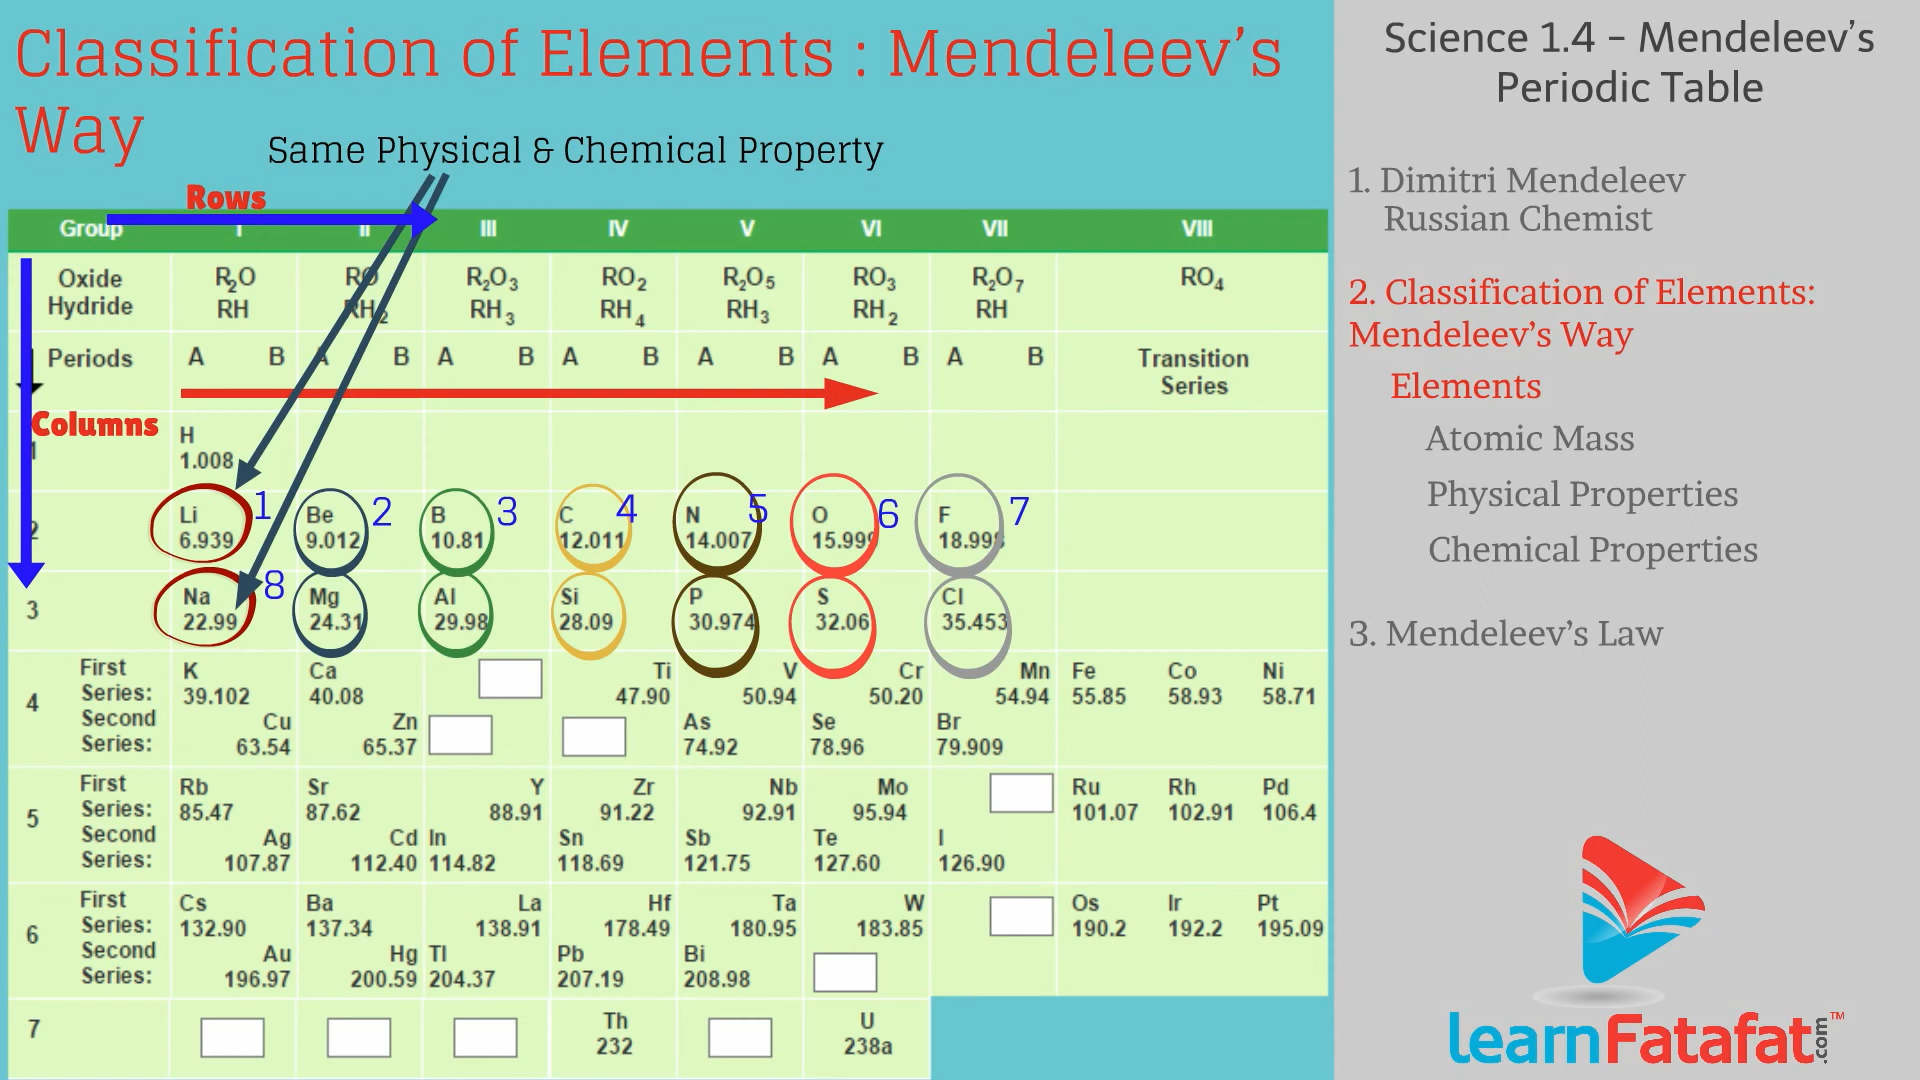 Classification of Elements : Mendeleev's
Way
Same Physical & Chemical Property
Rows
Group I II III IV V VI VII VIII
Oxide R₂O RO R₂O₃ RO₂ R₂O₅ RO₃ R₂O₇ RO₄
Hydride RH RH₂ RH₃ RH₄ RH₃ RH₂ RH
Periods A B A B A B A B A B A B A B Transition
Series
Columns
1 H
1.008
1 2 3 4 5 6 7
2 Li Be B C N O F
6.939 9.012 10.81 12.011 14.007 15.999 18.998
8
3 Na Mg Al Si P S Cl
22.99 24.31 29.98 28.09 30.974 32.06 35.453
4 First K Ca Ti V Cr Mn Fe Co Ni
Series: 39.102 40.08 47.90 50.94 50.20 54.94 55.85 58.93 58.71
Second Cu Zn As Se Br
Series: 63.54 65.37 74.92 78.96 79.909
5 First Rb Sr Y Zr Nb Mo Ru Rh Pd
Series: 85.47 87.62 88.91 91.22 92.91 95.94 101.07 102.91 106.4
Second Ag Cd In Sn Sb Te I
Series: 107.87 112.40 114.82 118.69 121.75 127.60 126.90
6 First Cs Ba La Hf Ta W Os Ir Pt
Series: 132.90 137.34 138.91 178.49 180.95 183.85 190.2 192.2 195.09
Second Au Hg Tl Pb Bi
Series: 196.97 200.59 204.37 207.19 208.98
7 Th U
232 238a
Science 1.4 – Mendeleev's
Periodic Table
1. Dimitri Mendeleev
Russian Chemist
2. Classification of Elements:
Mendeleev's Way
Elements
Atomic Mass
Physical Properties
Chemical Properties
3. Mendeleev's Law
learnFatafat.com™